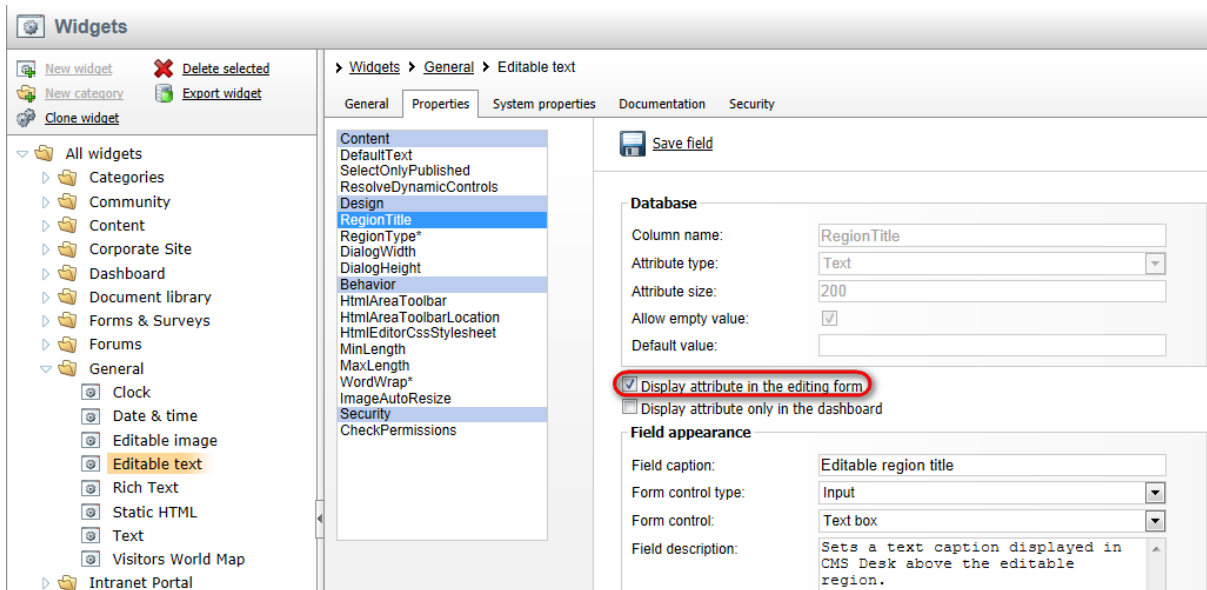 Widgets
New widget
Delete selected
New category
Export widget
Clone widget
All widgets
Categories
Community
Content
Corporate Site
Dashboard
Document library
Forms & Surveys
Forums
General
Clock
Date & time
Editable image
Editable text
Rich Text
Static HTML
Text
Visitors World Map
Intranet Portal
Widgets General Editable text
General Properties System properties Documentation Security
Content
DefaultText
SelectOnlyPublished
ResolveDynamicControls
Design
RegionTitle
RegionType*
DialogWidth
DialogHeight
Behavior
HtmlAreaToolbar
HtmlAreaToolbarLocation
HtmlEditorCssStylesheet
MinLength
MaxLength
WordWrap*
ImageAutoResize
Security
CheckPermissions
Save field
Database
Column name: RegionTitle
Attribute type: Text
Attribute size: 200
Allow empty value:
Default value:
Display attribute in the editing form
Display attribute only in the dashboard
Field appearance
Field caption: Editable region title
Form control type: Input
Form control: Text box
Field description: Sets a text caption displayed in
CMS Desk above the editable
region.